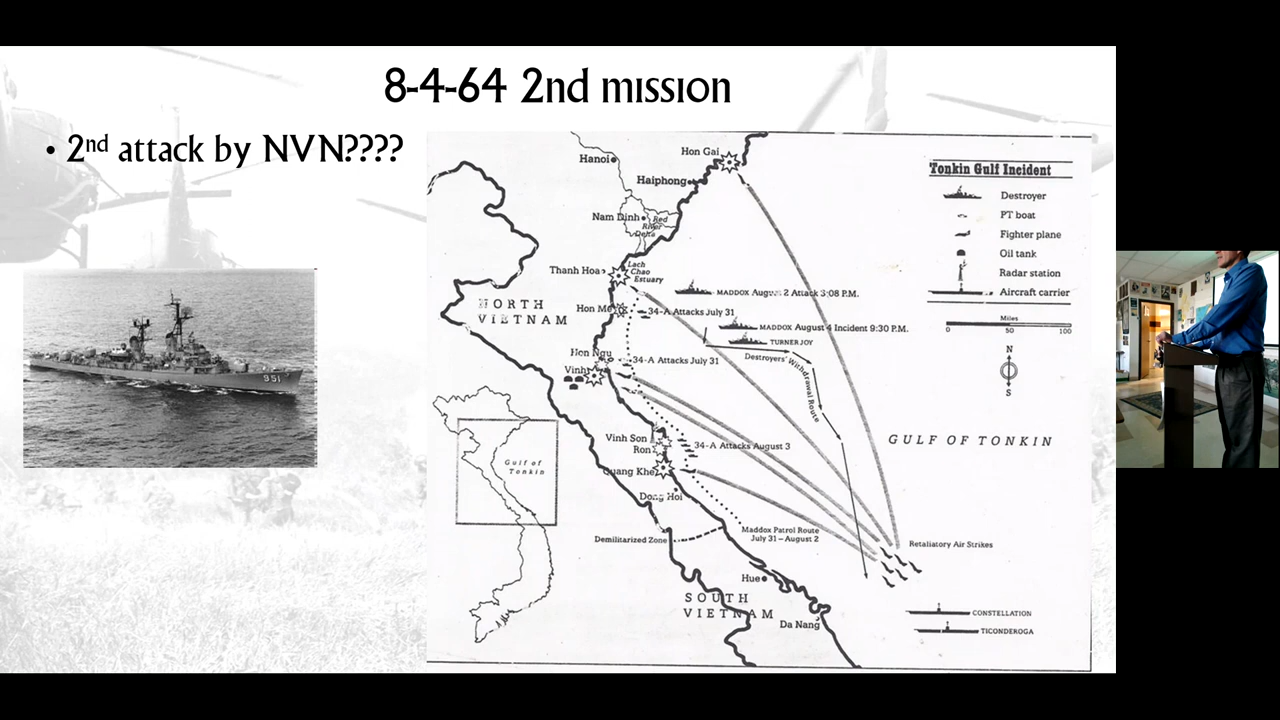 8-4-64 2nd mission
• 2nd attack by NVN????
Tonkin Gulf Incident
Destroyer
PT boat
Fighter plane
Oil tank
Radar station
Aircraft carrier
Miles
0 50 100
N
S
Hanoi
Hon Gai
Haiphong
Nam Dinh
Red
River
Delta
Thanh Hoa
Lach
Chao
Estuary
MADDOX August 2 Attack 3:08 P.M.
NORTH
VIETNAM
Hon Me
34-A Attacks July 31
MADDOX August 4 Incident 9:30 P.M.
TURNER JOY
Destroyers' Withdrawal Route
Hon Ngu
34-A Attacks July 31
Vinh
Vinh Son
Ron
34-A Attacks August 3
GULF OF TONKIN
Gulf of
Tonkin
Quang Khe
Dong Hoi
Maddox Patrol Route
July 31 – August 2
Demilitarized Zone
Retaliatory Air Strikes
Hue
SOUTH
VIETNAM
Da Nang
CONSTELLATION
TICONDEROGA
951